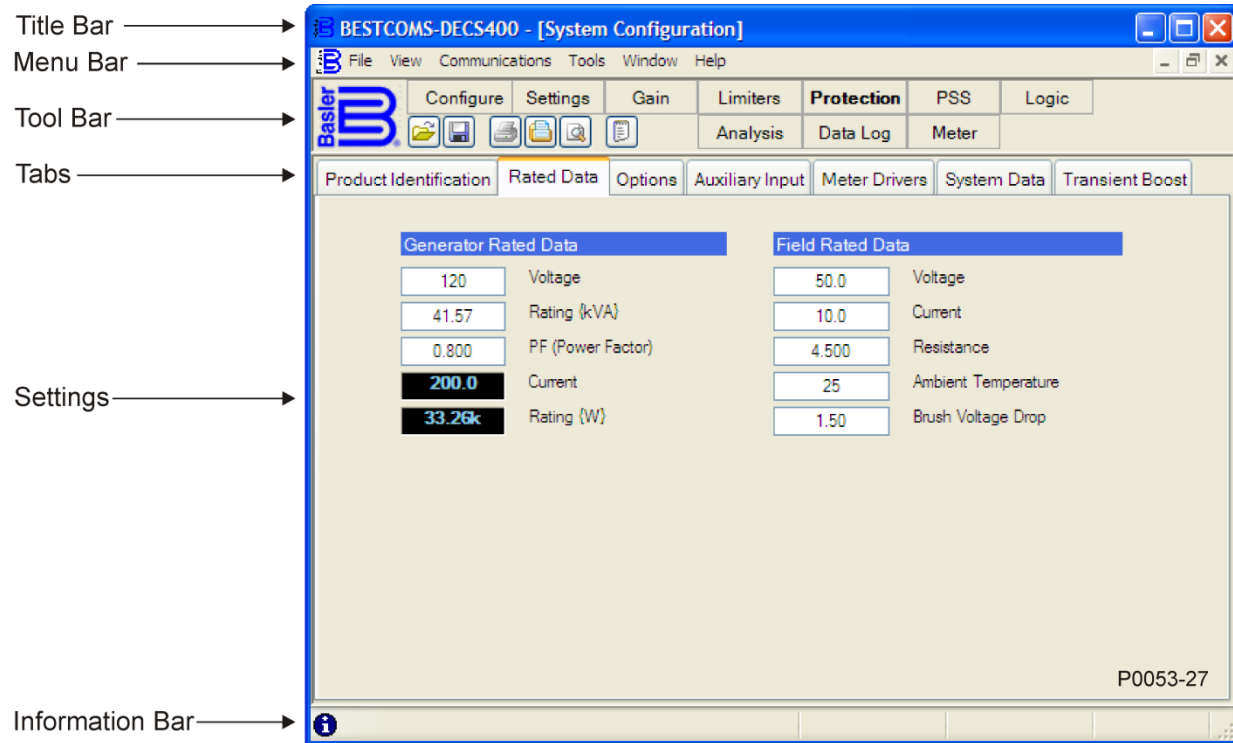 Title Bar
BESTCOMS-DECS400 - [System Configuration]
Menu Bar
File View Communications Tools Window Help
Tool Bar
Basler
Configure Settings Gain Limiters Protection PSS Logic
Analysis Data Log Meter
Tabs
Product Identification Rated Data Options Auxiliary Input Meter Drivers System Data Transient Boost
Settings
Generator Rated Data
120 Voltage
41.57 Rating {kVA}
0.800 PF (Power Factor)
200.0 Current
33.26k Rating {W}
Field Rated Data
50.0 Voltage
10.0 Current
4.500 Resistance
25 Ambient Temperature
1.50 Brush Voltage Drop
P0053-27
Information Bar